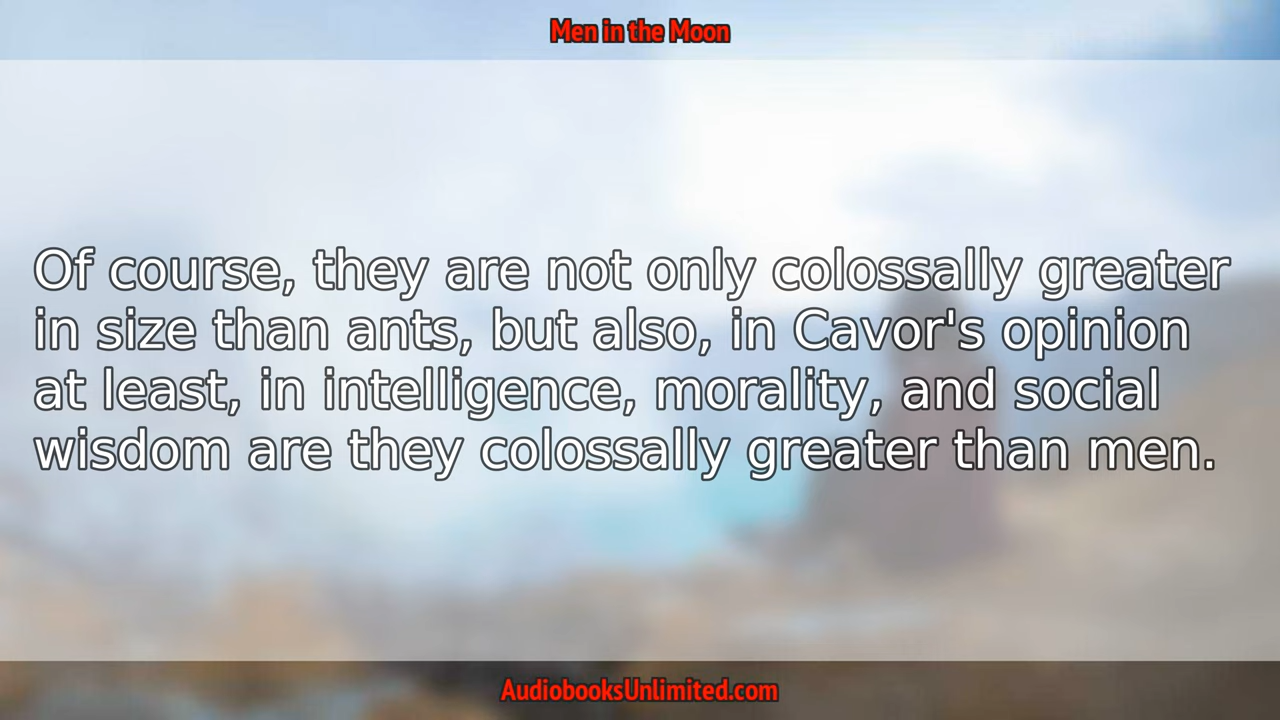 Men in the Moon
Of course, they are not only colossally greater
in size than ants, but also, in Cavor's opinion
at least, in intelligence, morality, and social
wisdom are they colossally greater than men.
AudiobooksUnlimited.com